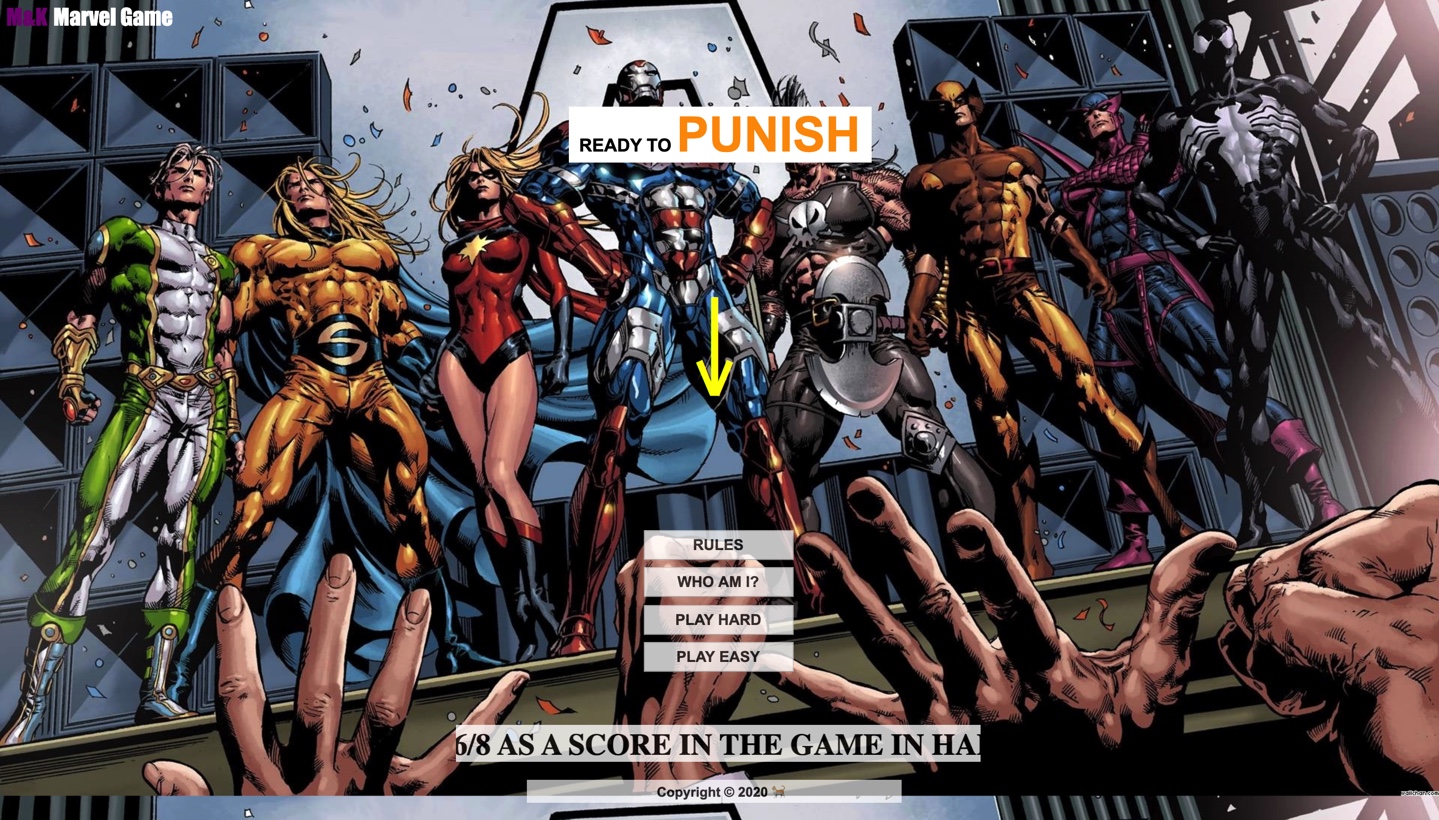 M&K Marvel Game
READY TO PUNISH
RULES
WHO AM I?
PLAY HARD
PLAY EASY
6/8 AS A SCORE IN THE GAME IN HA
Copyright © 2020